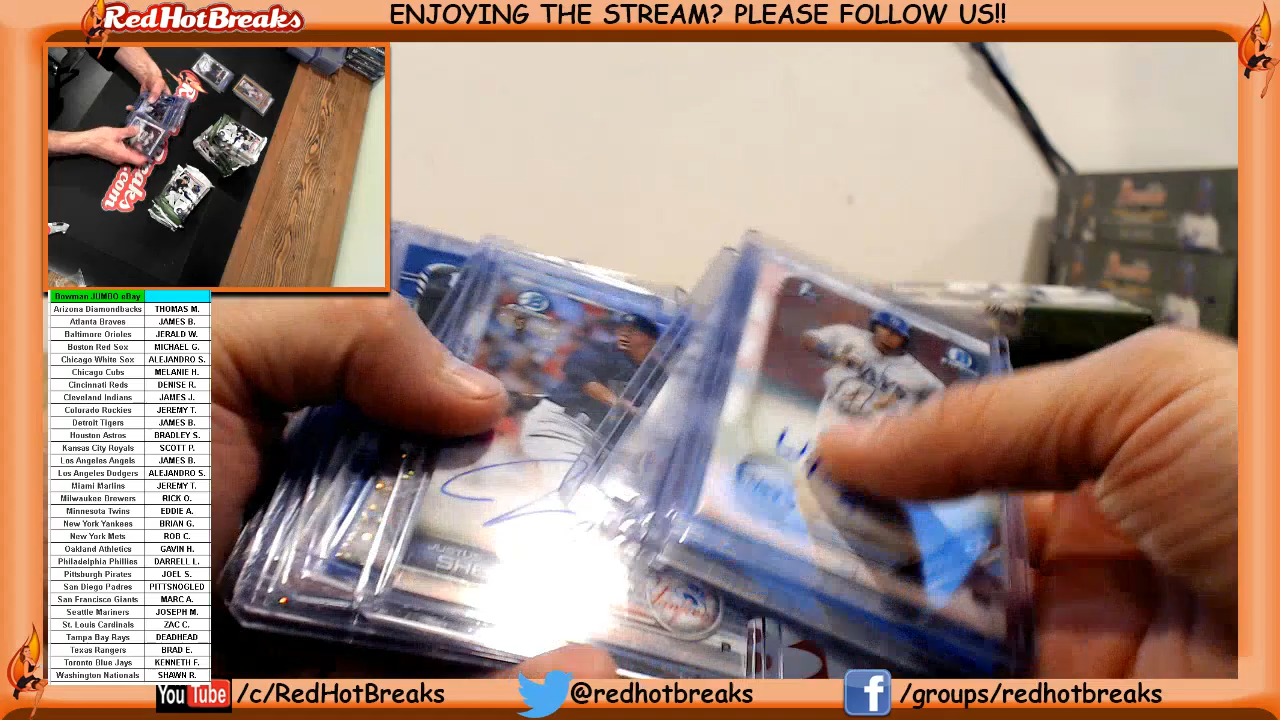 RedHotBreaks
ENJOYING THE STREAM? PLEASE FOLLOW US!!
Bowman JUMBO eBay
Arizona Diamondbacks THOMAS M.
Atlanta Braves JAMES B.
Baltimore Orioles JERALD W.
Boston Red Sox MICHAEL G.
Chicago White Sox ALEJANDRO S.
Chicago Cubs MELANIE H.
Cincinnati Reds DENISE R.
Cleveland Indians JAMES J.
Colorado Ruckies JEREMY T.
Detroit Tigers JAMES B.
Houston Astros BRADLEY S.
Kansas City Royals SCOTT P.
Los Angeles Angels JAMES B.
Los Angeles Dodgers ALEJANDRO S.
Miami Marlins JEREMY T.
Milwaukee Brewers RICK O.
Minnesota Twins EDDIE A.
New York Yankees BRIAN G.
New York Mets ROB C.
Oakland Athletics GAVIN H.
Philadelphia Phillies DARRELL L.
Pittsburgh Pirates JOEL S.
San Diego Padres PITTSNOGLED
San Francisco Giants MARC A.
Seattle Mariners JOSEPH M.
St. Louis Cardinals ZAC C.
Tampa Bay Rays DEADHEAD
Texas Rangers BRAD E.
Toronto Blue Jays KENNETH F.
Washington Nationals SHAWN R.
YouTube /c/RedHotBreaks
@redhotbreaks
f /groups/redhotbreaks